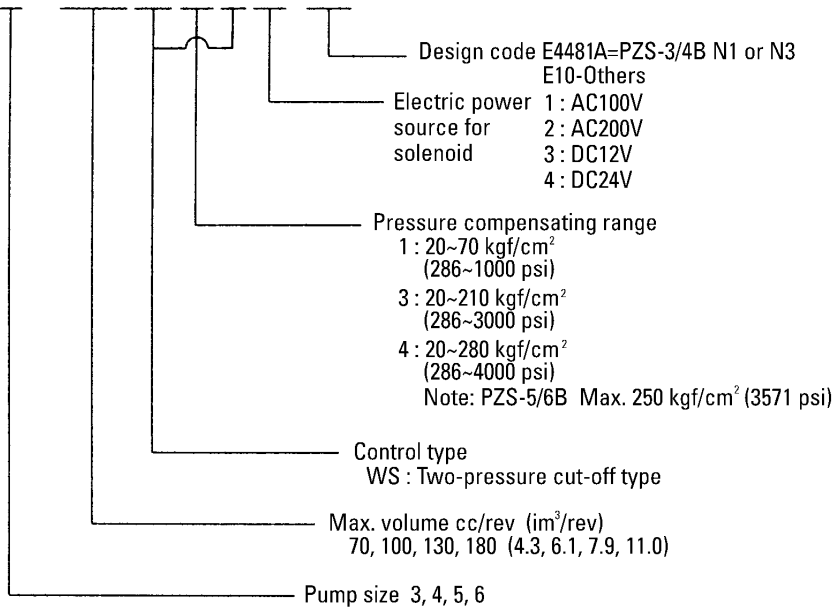 Design code E4481A=PZS-3/4B N1 or N3
E10-Others
Electric power source for solenoid
1 : AC100V
2 : AC200V
3 : DC12V
4 : DC24V
Pressure compensating range
1 : 20~70 kgf/cm²
(286~1000 psi)
3 : 20~210 kgf/cm²
(286~3000 psi)
4 : 20~280 kgf/cm²
(286~4000 psi)
Note: PZS-5/6B Max. 250 kgf/cm² (3571 psi)
Control type
WS : Two-pressure cut-off type
Max. volume cc/rev (im³/rev)
70, 100, 130, 180 (4.3, 6.1, 7.9, 11.0)
Pump size 3, 4, 5, 6